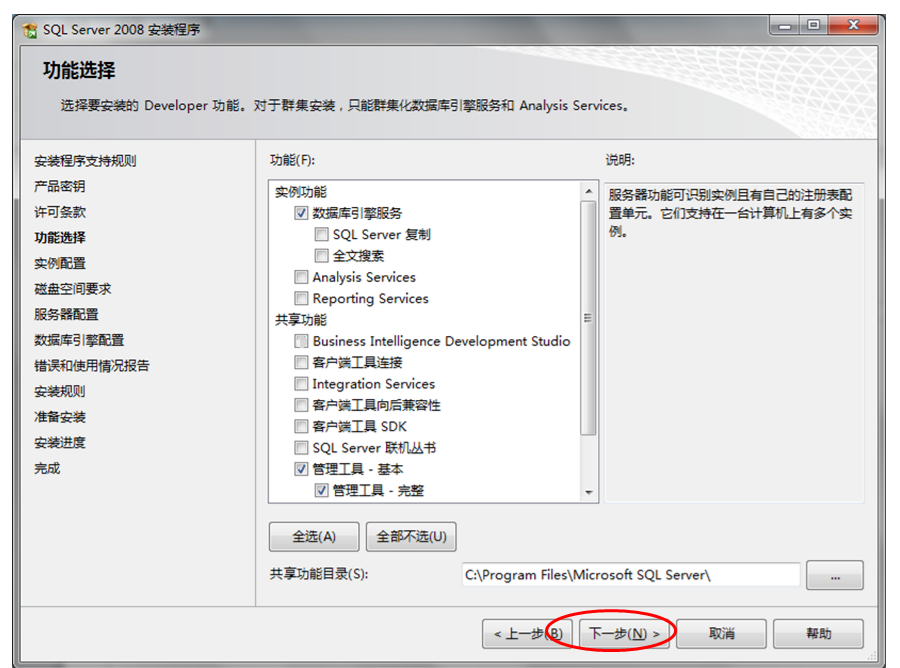 SQL Server 2008 安装程序
功能选择
选择要安装的 Developer 功能。对于群集安装，只能群集化数据库引擎服务和 Analysis Services。
安装程序支持规则
产品密钥
许可条款
功能选择
实例配置
磁盘空间要求
服务器配置
数据库引擎配置
错误和使用情况报告
安装规则
准备安装
安装进度
完成
功能(F):
实例功能
数据库引擎服务
SQL Server 复制
全文搜索
Analysis Services
Reporting Services
共享功能
Business Intelligence Development Studio
客户端工具连接
Integration Services
客户端工具向后兼容性
客户端工具 SDK
SQL Server 联机丛书
管理工具 - 基本
管理工具 - 完整
说明:
服务器功能可识别实例且有自己的注册表配
置单元。它们支持在一台计算机上有多个实
例。
全选(A)
全部不选(U)
共享功能目录(S):
C:\Program Files\Microsoft SQL Server\
...
< 上一步(B)
下一步(N) >
取消
帮助